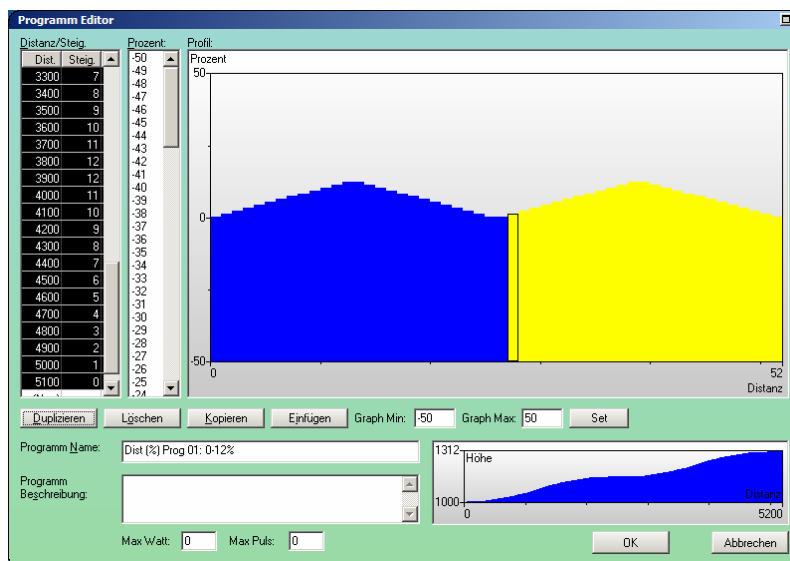 Programm Editor
Distanz/Steig.
Prozent:
Profil:
Dist. Steig.
3300 7
3400 8
3500 9
3600 10
3700 11
3800 12
3900 12
4000 11
4100 10
4200 9
4300 8
4400 7
4500 6
4600 5
4700 4
4800 3
4900 2
5000 1
5100 0
-50
-49
-48
-47
-46
-45
-44
-43
-42
-41
-40
-39
-38
-37
-36
-35
-34
-33
-32
-31
-30
-29
-28
-27
-26
-25
-24
Prozent
50
0
-50
0
52
Distanz
Duplizieren
Löschen
Kopieren
Einfügen
Graph Min: -50
Graph Max: 50
Set
Programm Name: Dist (%) Prog 01: 0-12%
Programm
Beschreibung:
Max Watt: 0
Max Puls: 0
1312
Höhe
1000
Distanz
0
5200
OK
Abbrechen